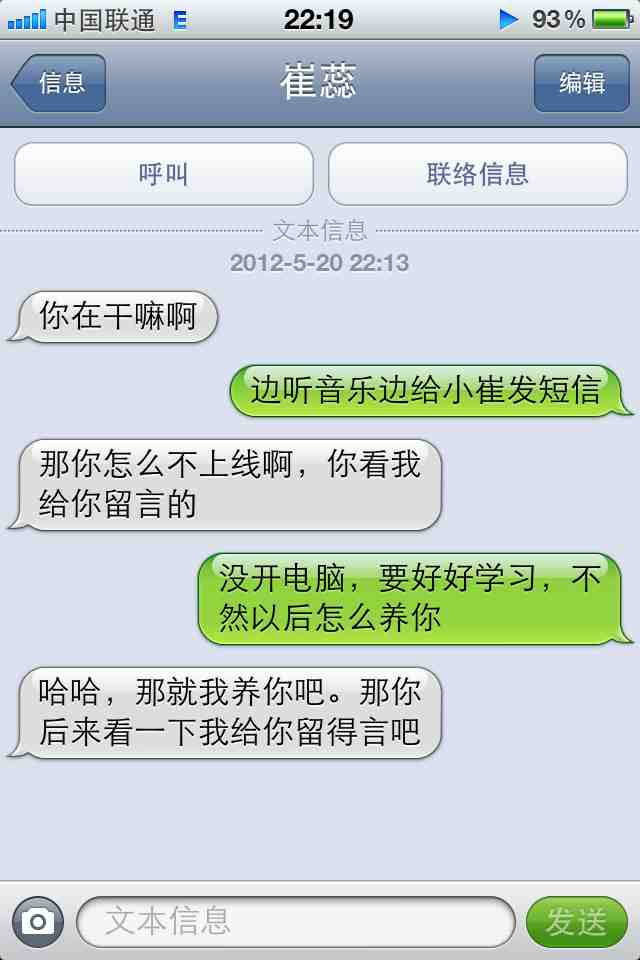 中国联通 E 22:19 93%
信息 崔蕊 编辑
呼叫 联络信息
文本信息
2012-5-20 22:13
你在干嘛啊
边听音乐边给小崔发短信
那你怎么不上线啊，你看我
给你留言的
没开电脑，要好好学习，不
然以后怎么养你
哈哈，那就我养你吧。那你
后来看一下我给你留得言吧
文本信息 发送